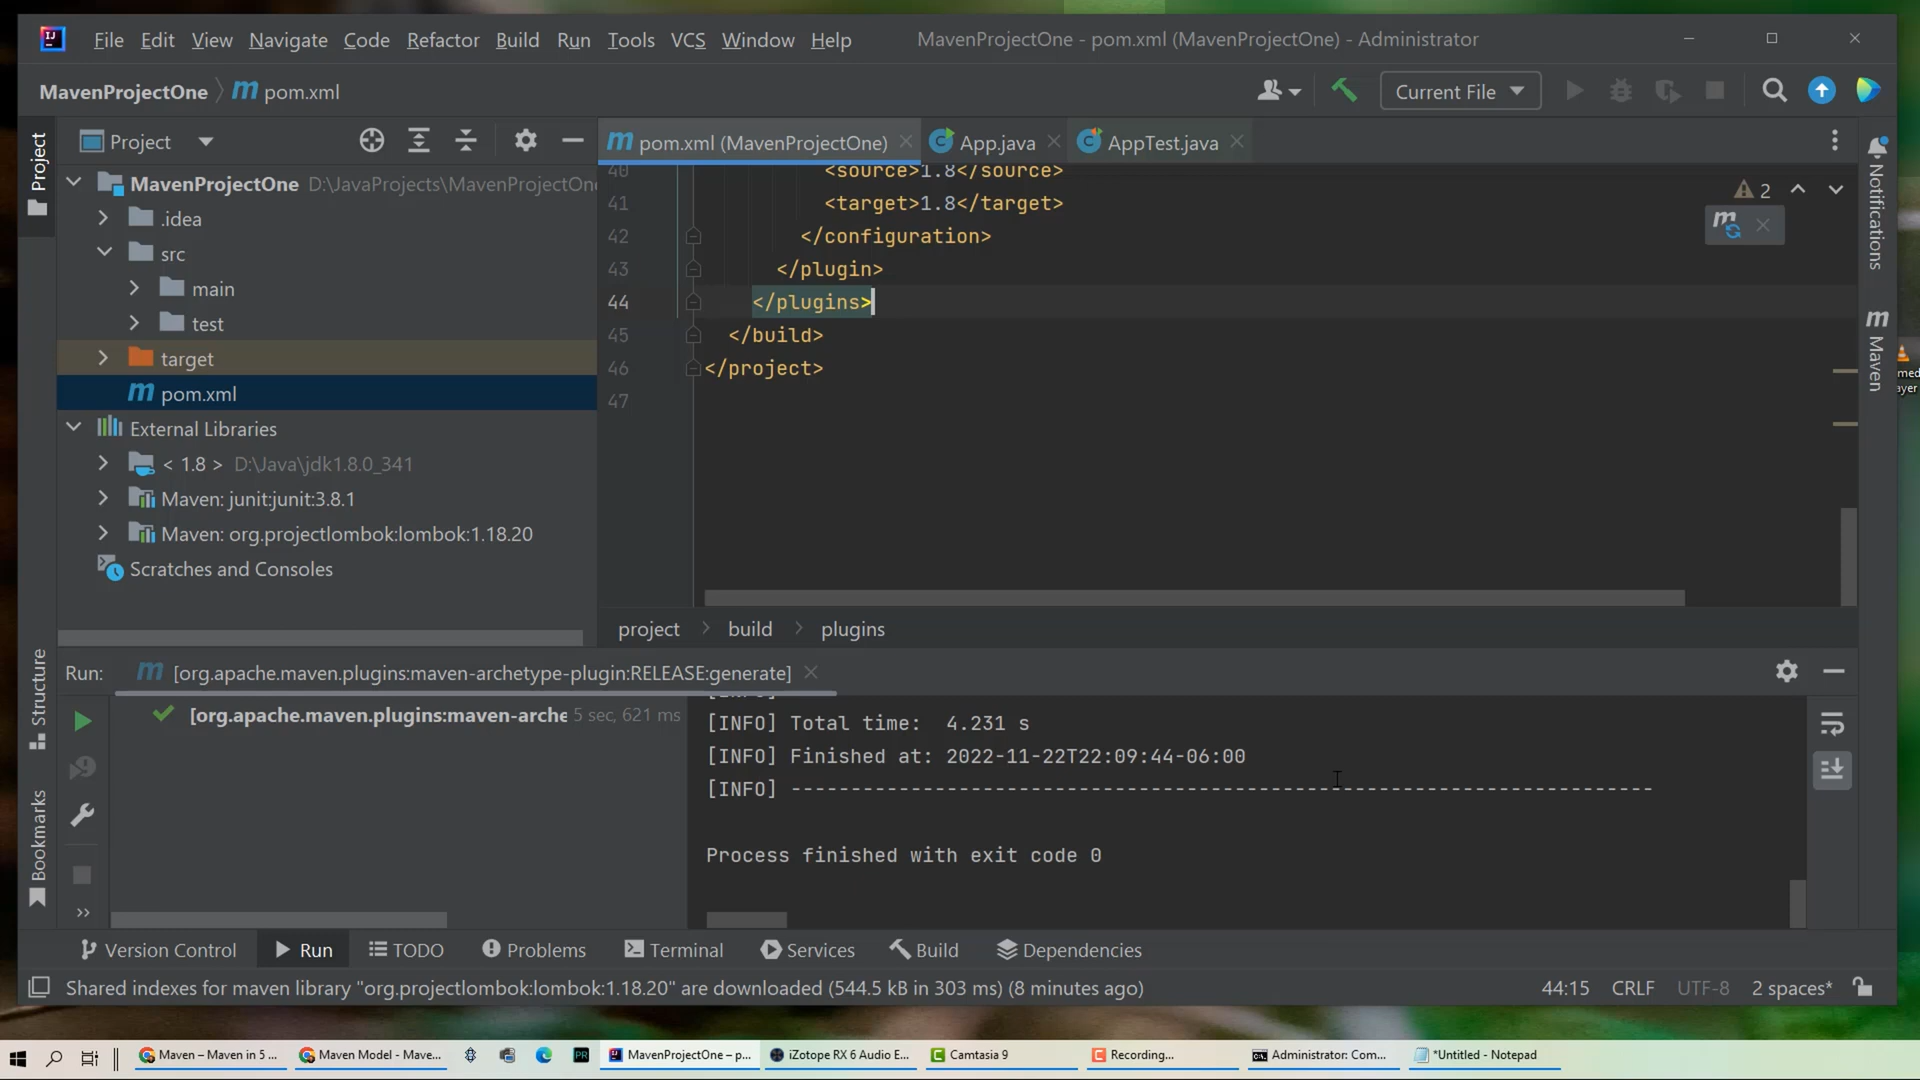 File Edit View Navigate Code Refactor Build Run Tools VCS Window Help MavenProjectOne - pom.xml (MavenProjectOne) - Administrator
MavenProjectOne pom.xml Current File
Project
Project
pom.xml (MavenProjectOne) App.java AppTest.java
MavenProjectOne D:\JavaProjects\MavenProjectOne
.idea
src
main
test
target
pom.xml
External Libraries
< 1.8 > D:\Java\jdk1.8.0_341
Maven: junit:junit:3.8.1
Maven: org.projectlombok:lombok:1.18.20
Scratches and Consoles
40 <source>1.8</source>
41 <target>1.8</target>
42 </configuration>
43 </plugin>
44 </plugins>
45 </build>
46 </project>
47
2
Notifications
Maven
project build plugins
Structure
Bookmarks
Run: [org.apache.maven.plugins:maven-archetype-plugin:RELEASE:generate]
[org.apache.maven.plugins:maven-arche 5 sec, 621 ms
[INFO] Total time: 4.231 s
[INFO] Finished at: 2022-11-22T22:09:44-06:00
[INFO] ------------------------------------------------------------------------
Process finished with exit code 0
Version Control Run TODO Problems Terminal Services Build Dependencies
Shared indexes for maven library "org.projectlombok:lombok:1.18.20" are downloaded (544.5 kB in 303 ms) (8 minutes ago) 44:15 CRLF UTF-8 2 spaces*
Maven – Maven in 5 ... Maven Model - Mave... PR MavenProjectOne – p... iZotope RX 6 Audio E... Camtasia 9 Recording... Administrator: Com... *Untitled - Notepad